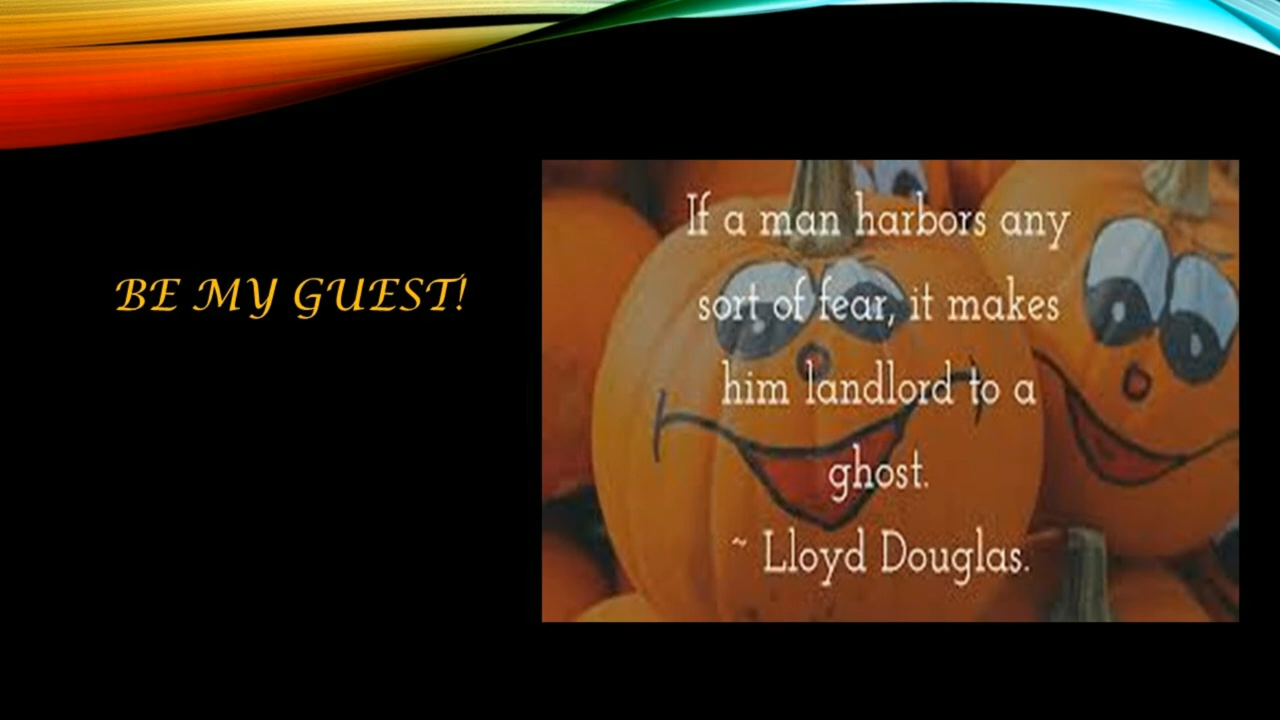 BE MY GUEST!
If a man harbors any
sort of fear, it makes
him landlord to a
ghost.
~ Lloyd Douglas.